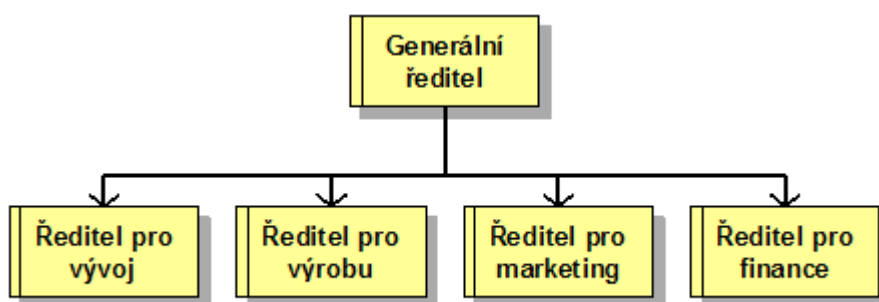 Generální
ředitel
Ředitel pro
vývoj
Ředitel pro
výrobu
Ředitel pro
marketing
Ředitel pro
finance